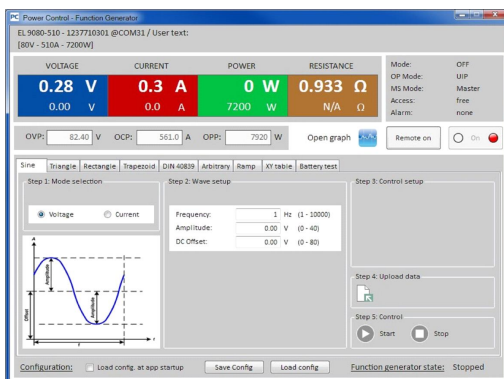 PC Power Control - Function Generator
EL 9080-510 - 1237710301 @COM31 / User text:
[80V - 510A - 7200W]
VOLTAGE CURRENT POWER RESISTANCE
0.28 V 0.3 A 0 W 0.933 Ω
0.00 V 0.0 A 7200 W N/A Ω
Mode: OFF
OP Mode: UIP
MS Mode: Master
Access: free
Alarm: none
OVP: 82.40 V OCP: 561.0 A OPP: 7920 W Open graph Remote on On
Sine Triangle Rectangle Trapezoid DIN 40839 Arbitrary Ramp XY table Battery test
Step 1: Mode selection
Voltage Current
A
Amplitude
Amplitude
Offset
t
Step 2: Wave setup
Frequency: 1 Hz (1 - 10000)
Amplitude: 0.00 V (0 - 40)
DC Offset: 0.00 V (0 - 80)
Step 3: Control setup
Step 4: Upload data
Step 5: Control
Start Stop
Configuration: Load config. at app startup Save Config Load config Function generator state: Stopped